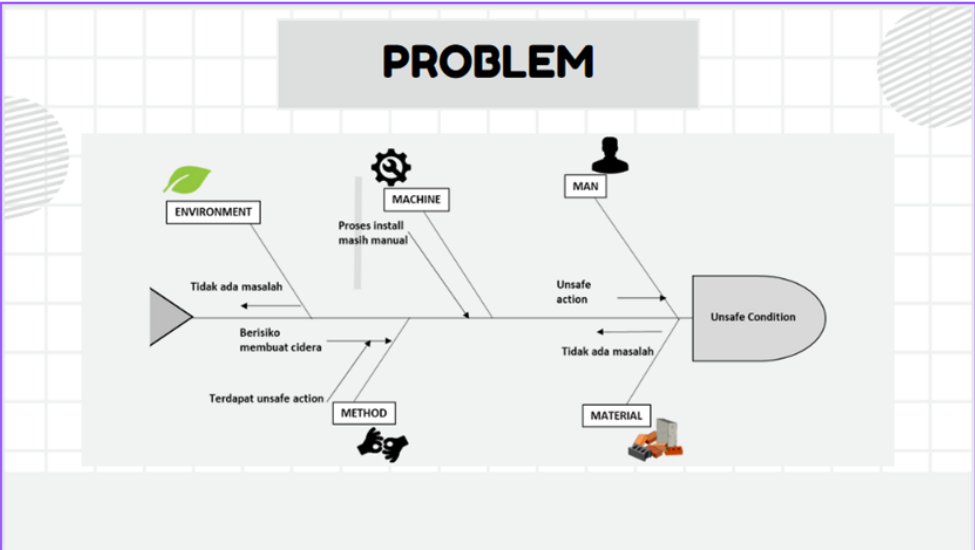 PROBLEM
MAN
MACHINE
ENVIRONMENT
Proses install
masih manual
Tidak ada masalah
Unsafe
action
Unsafe Condition
Berisiko
membuat cidera
Tidak ada masalah
Terdapat unsafe action
METHOD
MATERIAL